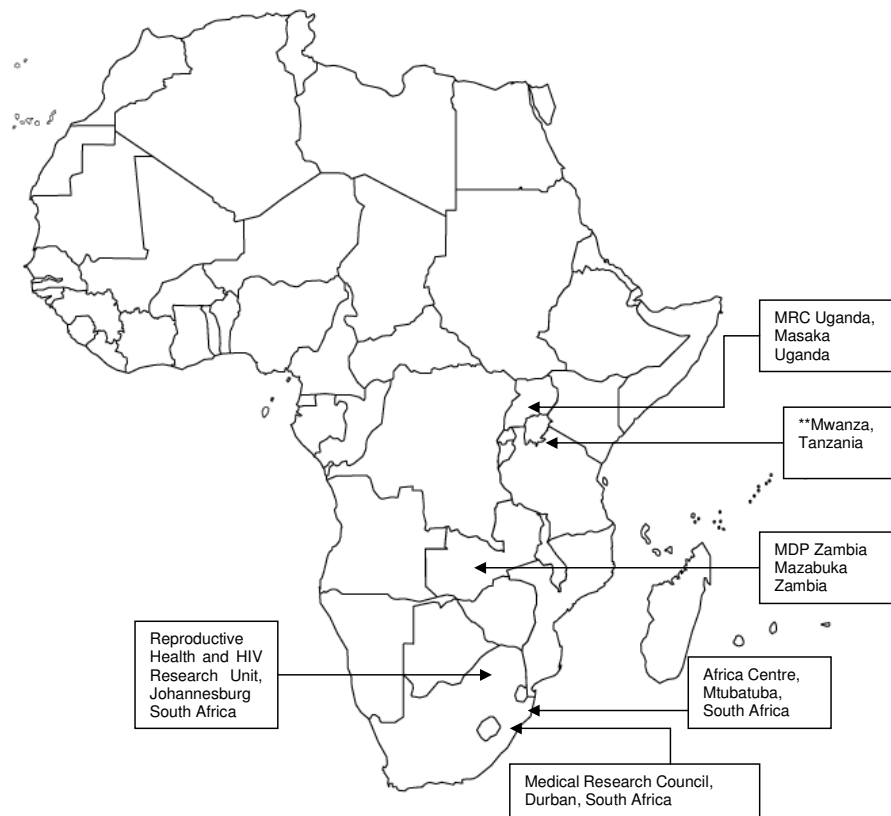 MRC Uganda,
Masaka
Uganda
**Mwanza,
Tanzania
MDP Zambia
Mazabuka
Zambia
Reproductive
Health and HIV
Research Unit,
Johannesburg
South Africa
Africa Centre,
Mtubatuba,
South Africa
Medical Research Council,
Durban, South Africa